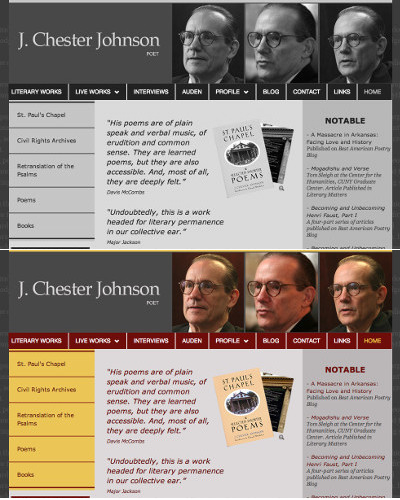 J. Chester Johnson
POET
LITERARY WORKS LIVE WORKS INTERVIEWS AUDEN PROFILE BLOG CONTACT LINKS HOME
St. Paul's Chapel
Civil Rights Archives
Retranslation of the
Psalms
Poems
Books
"His poems are of plain
speak and verbal music, of
erudition and common
sense. They are learned
poems, but they are also
accessible. And, most of all,
they are deeply felt."
Davis McCombs
"Undoubtedly, this is a work
headed for literary permanence
in our collective ear."
Major Jackson
ST PAUL'S
CHAPEL
POEMS
NOTABLE
- A Massacre in Arkansas:
Facing Love and History
Published on Best American Poetry
Blog
- Mogadishu and Verse
Tom Sleigh at the Center for the
Humanities, CUNY Graduate
Center. Article Published in
Literary Matters
- Becoming and Unbecoming
Henri Faust, Part I
A four-part series of articles
published on Best American Poetry
Blog
- Becoming and Unbecoming
J. Chester Johnson
POET
LITERARY WORKS LIVE WORKS INTERVIEWS AUDEN PROFILE BLOG CONTACT LINKS HOME
St. Paul's Chapel
Civil Rights Archives
Retranslation of the
Psalms
Poems
Books
"His poems are of plain
speak and verbal music, of
erudition and common
sense. They are learned
poems, but they are also
accessible. And, most of all,
they are deeply felt."
Davis McCombs
"Undoubtedly, this is a work
headed for literary permanence
in our collective ear."
Major Jackson
ST PAUL'S
CHAPEL
POEMS
NOTABLE
- A Massacre in Arkansas:
Facing Love and History
Published on Best American Poetry
Blog
- Mogadishu and Verse
Tom Sleigh at the Center for the
Humanities, CUNY Graduate
Center. Article Published in
Literary Matters
- Becoming and Unbecoming
Henri Faust, Part I
A four-part series of articles
published on Best American Poetry
Blog
- Becoming and Unbecoming